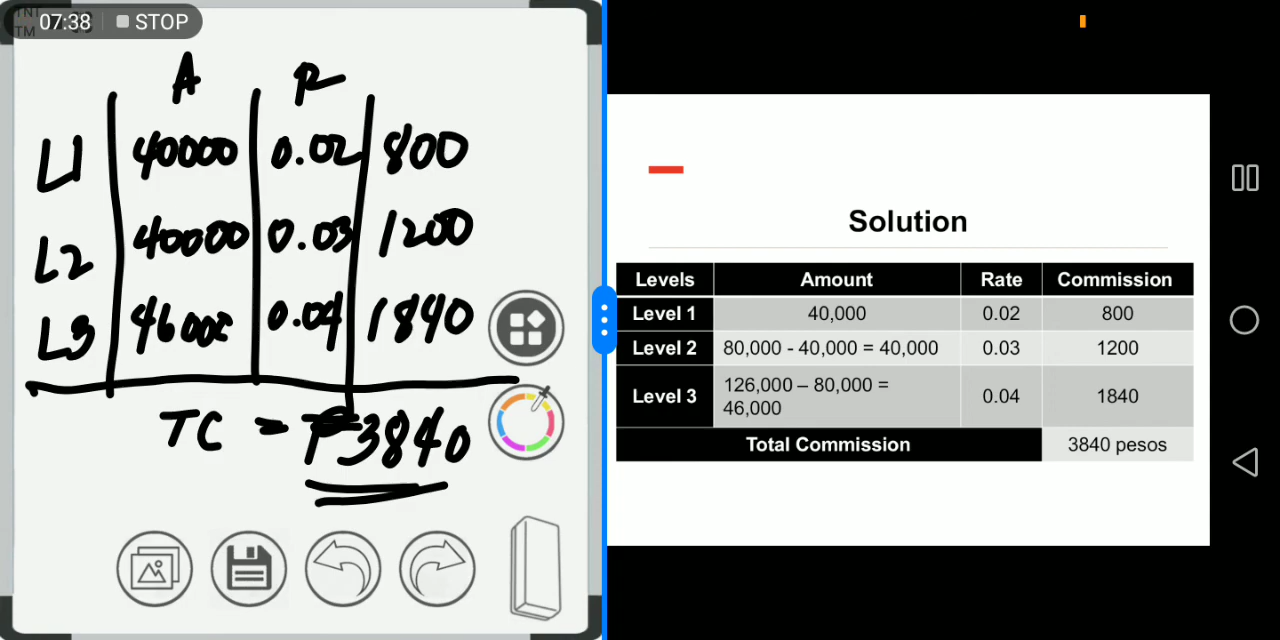 07:38 STOP
A R
L1 40000 0.02 800
L2 40000 0.03 1200
L3 46000 0.04 1840
TC = ₱3840
Solution
Levels Amount Rate Commission
Level 1 40,000 0.02 800
Level 2 80,000 - 40,000 = 40,000 0.03 1200
Level 3 126,000 – 80,000 = 0.04 1840
46,000
Total Commission 3840 pesos